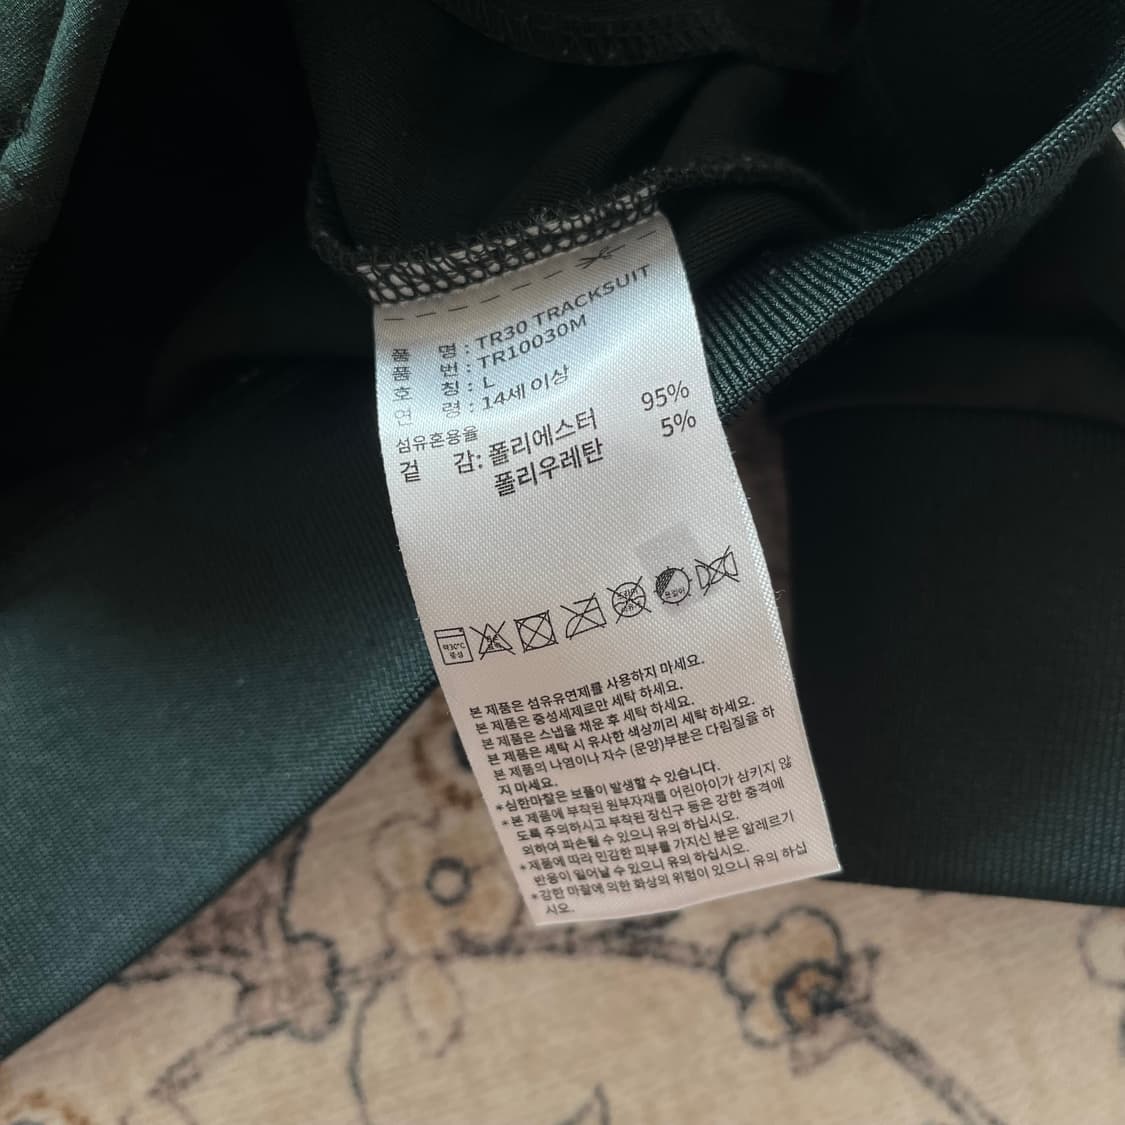 품 명 : TR30 TRACKSUIT
품 번 : TR10030M
호 칭 : L
연 령 : 14세 이상
섬유혼용율
겉 감: 폴리에스터 95%
폴리우레탄 5%
약30℃
중성
드라이
본 제품은 섬유유연제를 사용하지 마세요.
본 제품은 중성세제로만 세탁 하세요.
본 제품은 스냅을 채운 후 세탁 하세요.
본 제품은 세탁 시 유사한 색상끼리 세탁 하세요.
본 제품의 나염이나 자수 (문양)부분은 다림질을 하
지 마세요.
*심한마찰은 보풀이 발생할 수 있습니다.
*본 제품에 부착된 원부자재를 어린아이가 삼키지 않
도록 주의하시고 부착된 장신구 등은 강한 충격에
의하여 파손될 수 있으니 유의 하십시오.
*제품에 따라 민감한 피부를 가지신 분은 알레르기
반응이 일어날 수 있으니 유의 하십시오.
*강한 마찰에 의한 화상의 위험이 있으니 유의 하십
시오.